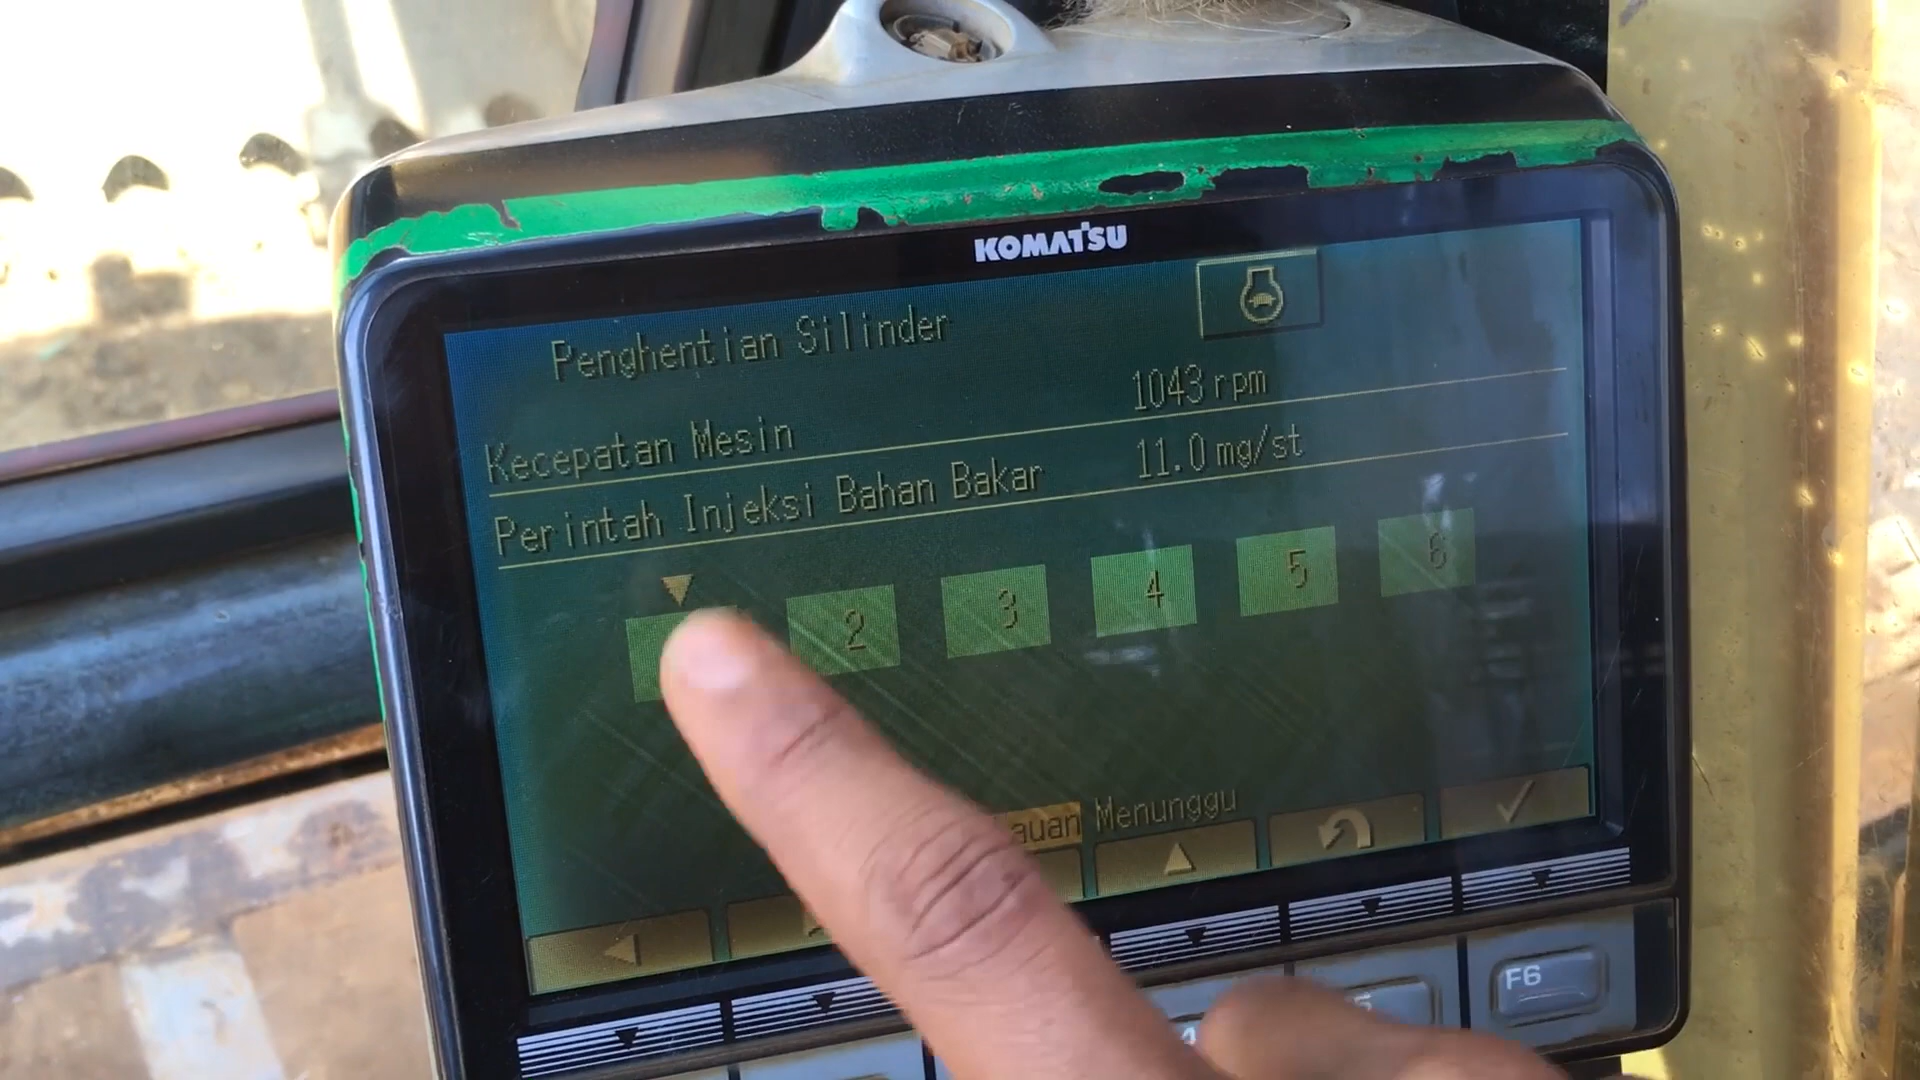 KOMATSU
Penghentian Silinder
Kecepatan Mesin 1043 rpm
Perintah Injeksi Bahan Bakar 11.0 mg/st
2 3 4 5 6
Menunggu
F6